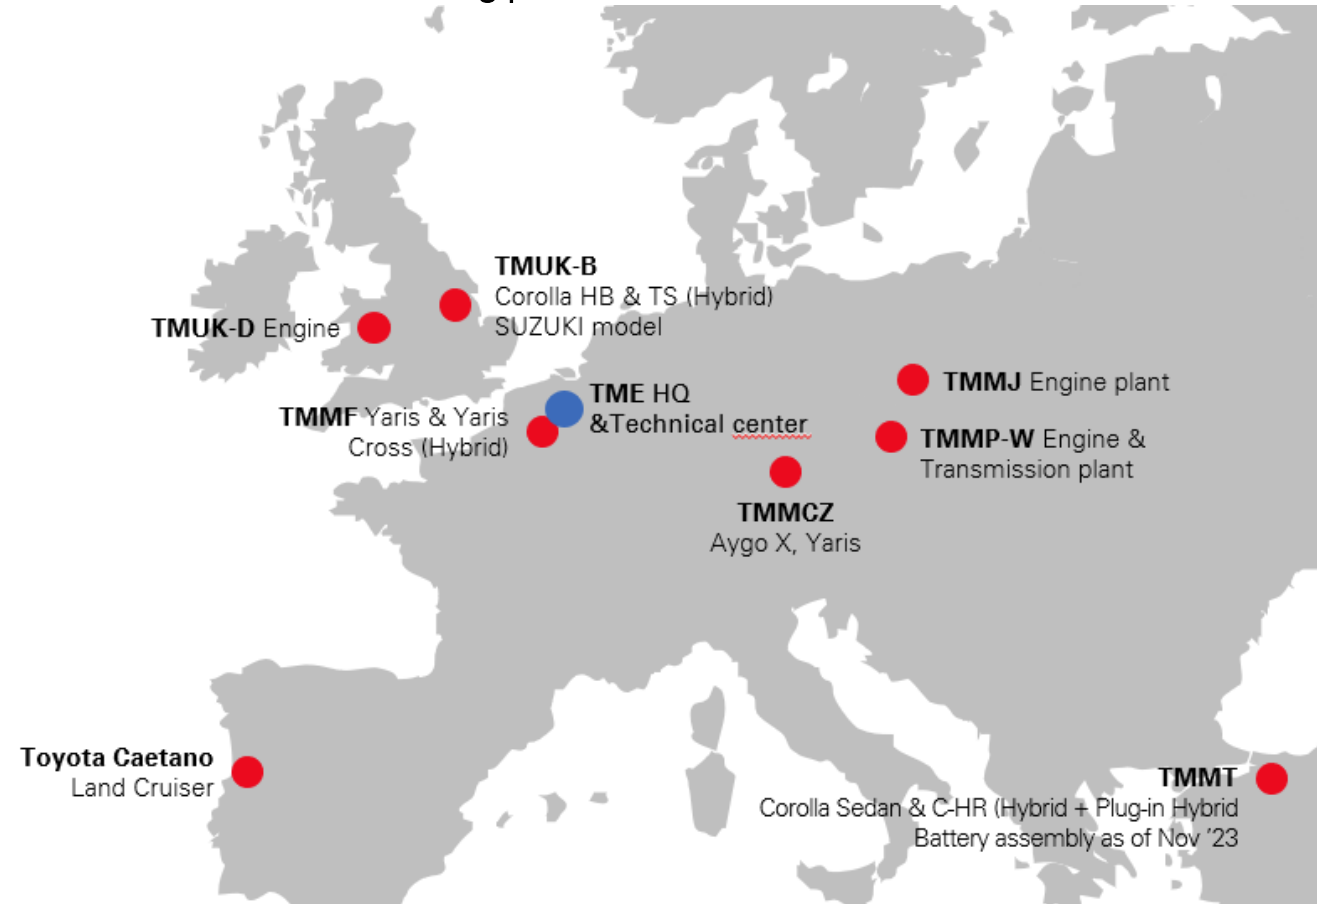 TMUK-B
Corolla HB & TS (Hybrid)
SUZUKI model
TMUK-D Engine
TME HQ
&Technical center
TMMF Yaris & Yaris
Cross (Hybrid)
TMMJ Engine plant
TMMP-W Engine &
Transmission plant
TMMCZ
Aygo X, Yaris
Toyota Caetano
Land Cruiser
TMMT
Corolla Sedan & C-HR (Hybrid + Plug-in Hybrid
Battery assembly as of Nov ’23